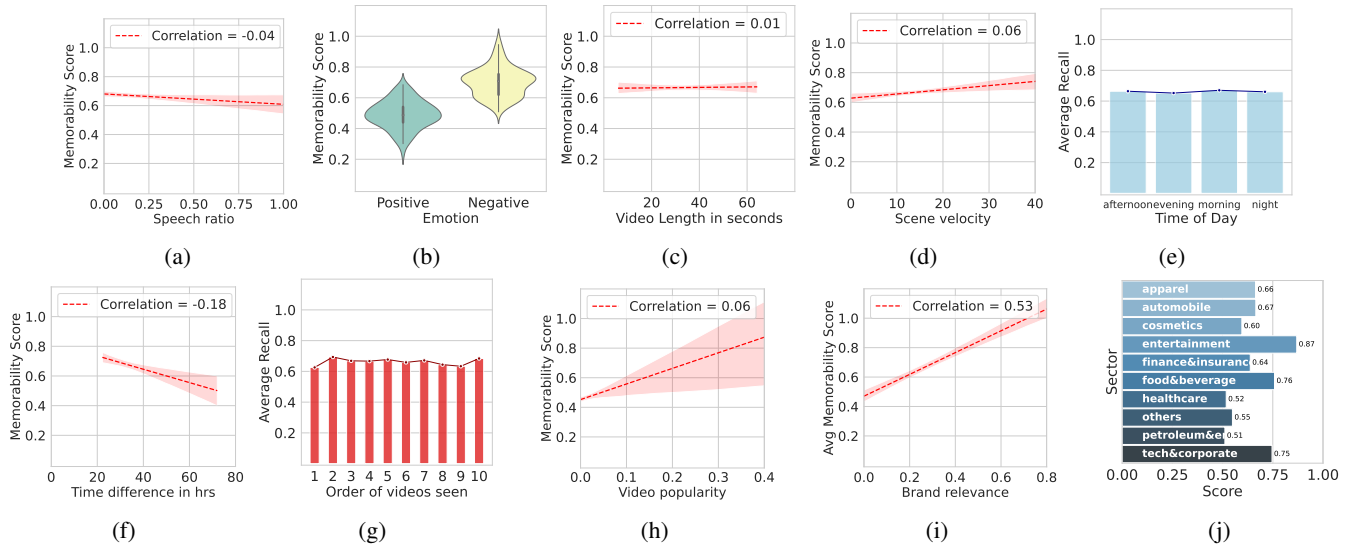 Correlation = -0.04
Memorability Score
1.0
0.8
0.6
0.4
0.2
0.00 0.25 0.50 0.75 1.00
Speech ratio
(a)
Memorability Score
1.0
0.8
0.6
0.4
0.2
Positive Negative
Emotion
(b)
Correlation = 0.01
Memorability Score
1.0
0.8
0.6
0.4
0.2
20 40 60
Video Length in seconds
(c)
Correlation = 0.06
Memorability Score
1.0
0.8
0.6
0.4
0.2
0 10 20 30 40
Scene velocity
(d)
Average Recall
1.0
0.8
0.6
0.4
0.2
afternoon evening morning night
Time of Day
(e)
Correlation = -0.18
Memorability Score
1.0
0.8
0.6
0.4
0.2
0 20 40 60 80
Time difference in hrs
(f)
Average Recall
1.0
0.8
0.6
0.4
0.2
1 2 3 4 5 6 7 8 9 10
Order of videos seen
(g)
Correlation = 0.06
Memorability Score
1.0
0.8
0.6
0.4
0.2
0.0 0.1 0.2 0.3 0.4
Video popularity
(h)
Correlation = 0.53
Avg Memorability Score
1.0
0.8
0.6
0.4
0.2
0.0 0.2 0.4 0.6 0.8
Brand relevance
(i)
Sector
apparel 0.66
automobile 0.67
cosmetics 0.60
entertainment 0.87
finance&insuranc 0.64
food&beverage 0.76
healthcare 0.52
others 0.55
petroleum&e 0.51
tech&corporate 0.75
0.00 0.25 0.50 0.75 1.00
Score
(j)